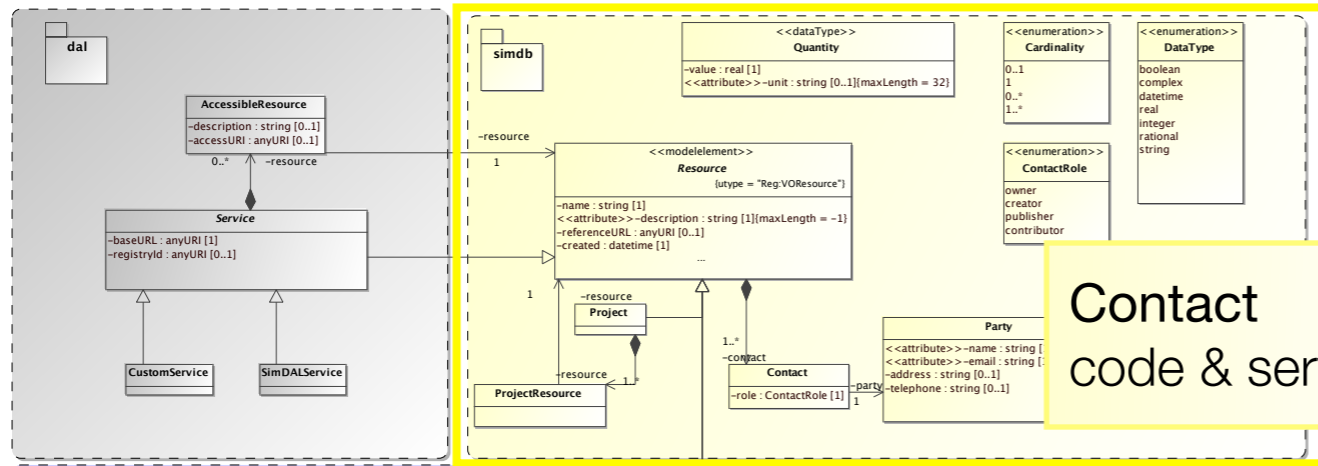 dal
AccessibleResource
-description : string [0..1]
-accessURI : anyURI [0..1]
0..*
-resource
Service
-baseURL : anyURI [1]
-registryId : anyURI [0..1]
CustomService
SimDALService
simdb
<<dataType>>
Quantity
-value : real [1]
<<attribute>>-unit : string [0..1]{maxLength = 32}
<<enumeration>>
Cardinality
0..1
1
0..*
1..*
<<enumeration>>
DataType
boolean
complex
datetime
real
integer
rational
string
<<enumeration>>
ContactRole
owner
creator
publisher
contributor
-resource
1
<<modelelement>>
Resource
{utype = "Reg:VOResource"}
-name : string [1]
<<attribute>>-description : string [1]{maxLength = -1}
-referenceURL : anyURI [0..1]
-created : datetime [1]
...
1
-resource
Project
-resource
1..*
ProjectResource
1..*
-contact
Contact
-role : ContactRole [1]
-party
1
Party
<<attribute>>-name : string [
<<attribute>>-email : string [1
-address : string [0..1]
-telephone : string [0..1]
Contact
code & ser